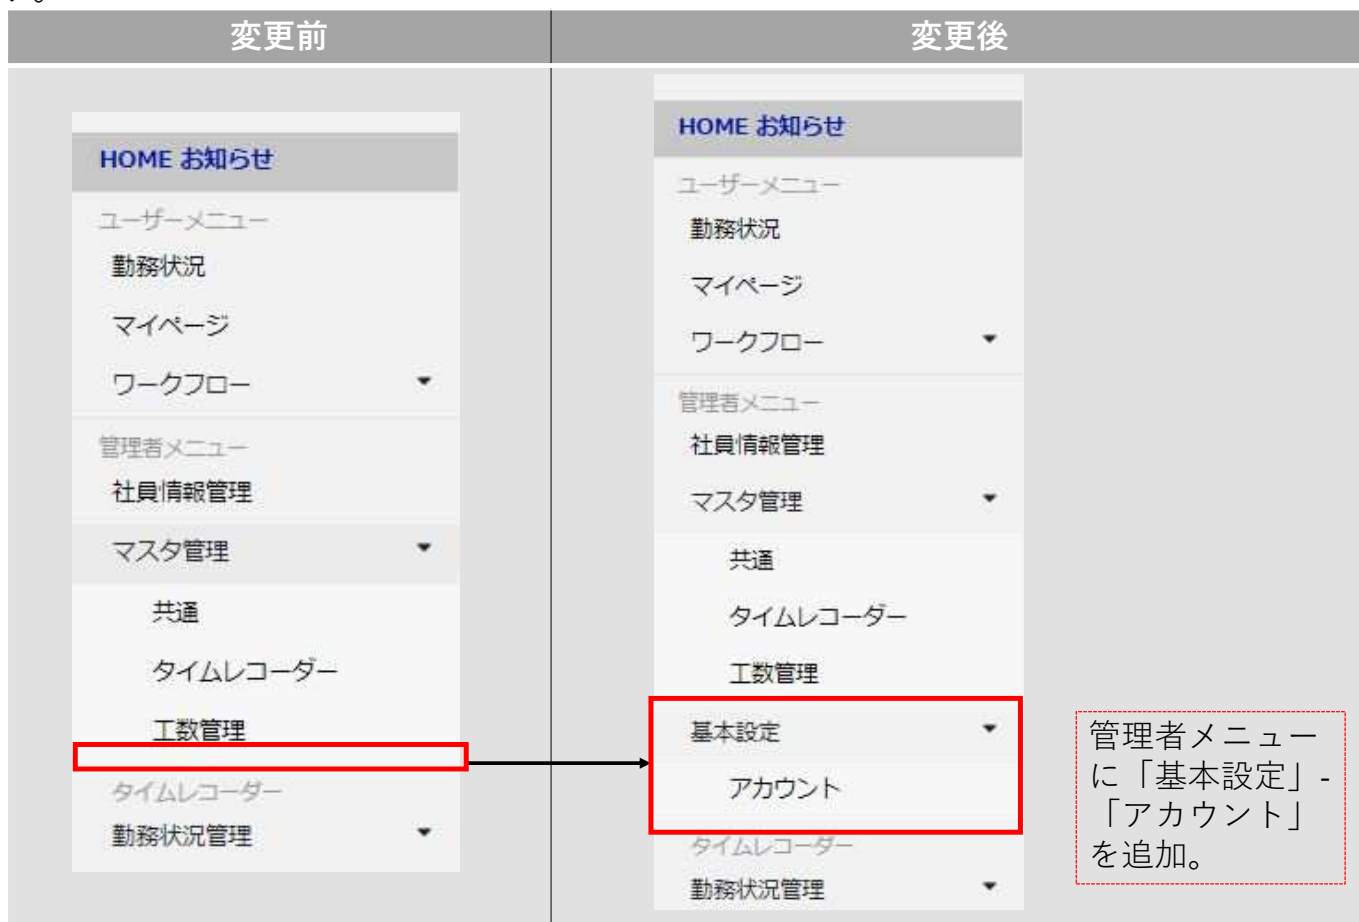 す。
変更前
変更後
HOME お知らせ
ユーザーメニュー
勤務状況
マイページ
ワークフロー
管理者メニュー
社員情報管理
マスタ管理
共通
タイムレコーダー
工数管理
タイムレコーダー
勤務状況管理
HOME お知らせ
ユーザーメニュー
勤務状況
マイページ
ワークフロー
管理者メニュー
社員情報管理
マスタ管理
共通
タイムレコーダー
工数管理
基本設定
アカウント
タイムレコーダー
勤務状況管理
管理者メニュー
に「基本設定」-
「アカウント」
を追加。